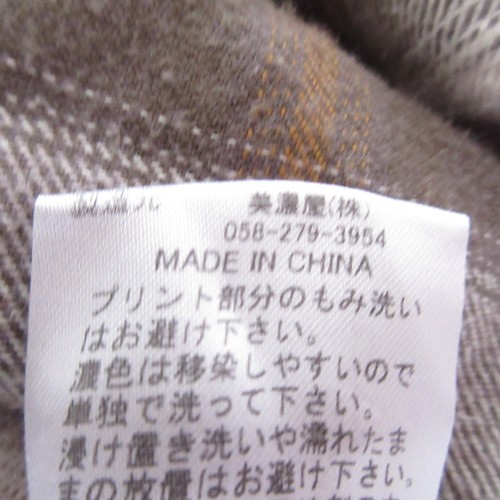 美濃屋(株)
058-279-3954
MADE IN CHINA
プリント部分のもみ洗い
はお避け下さい。
濃色は移染しやすいので
単独で洗って下さい。
浸け置き洗いや濡れたま
まの放置はお避け下さい。